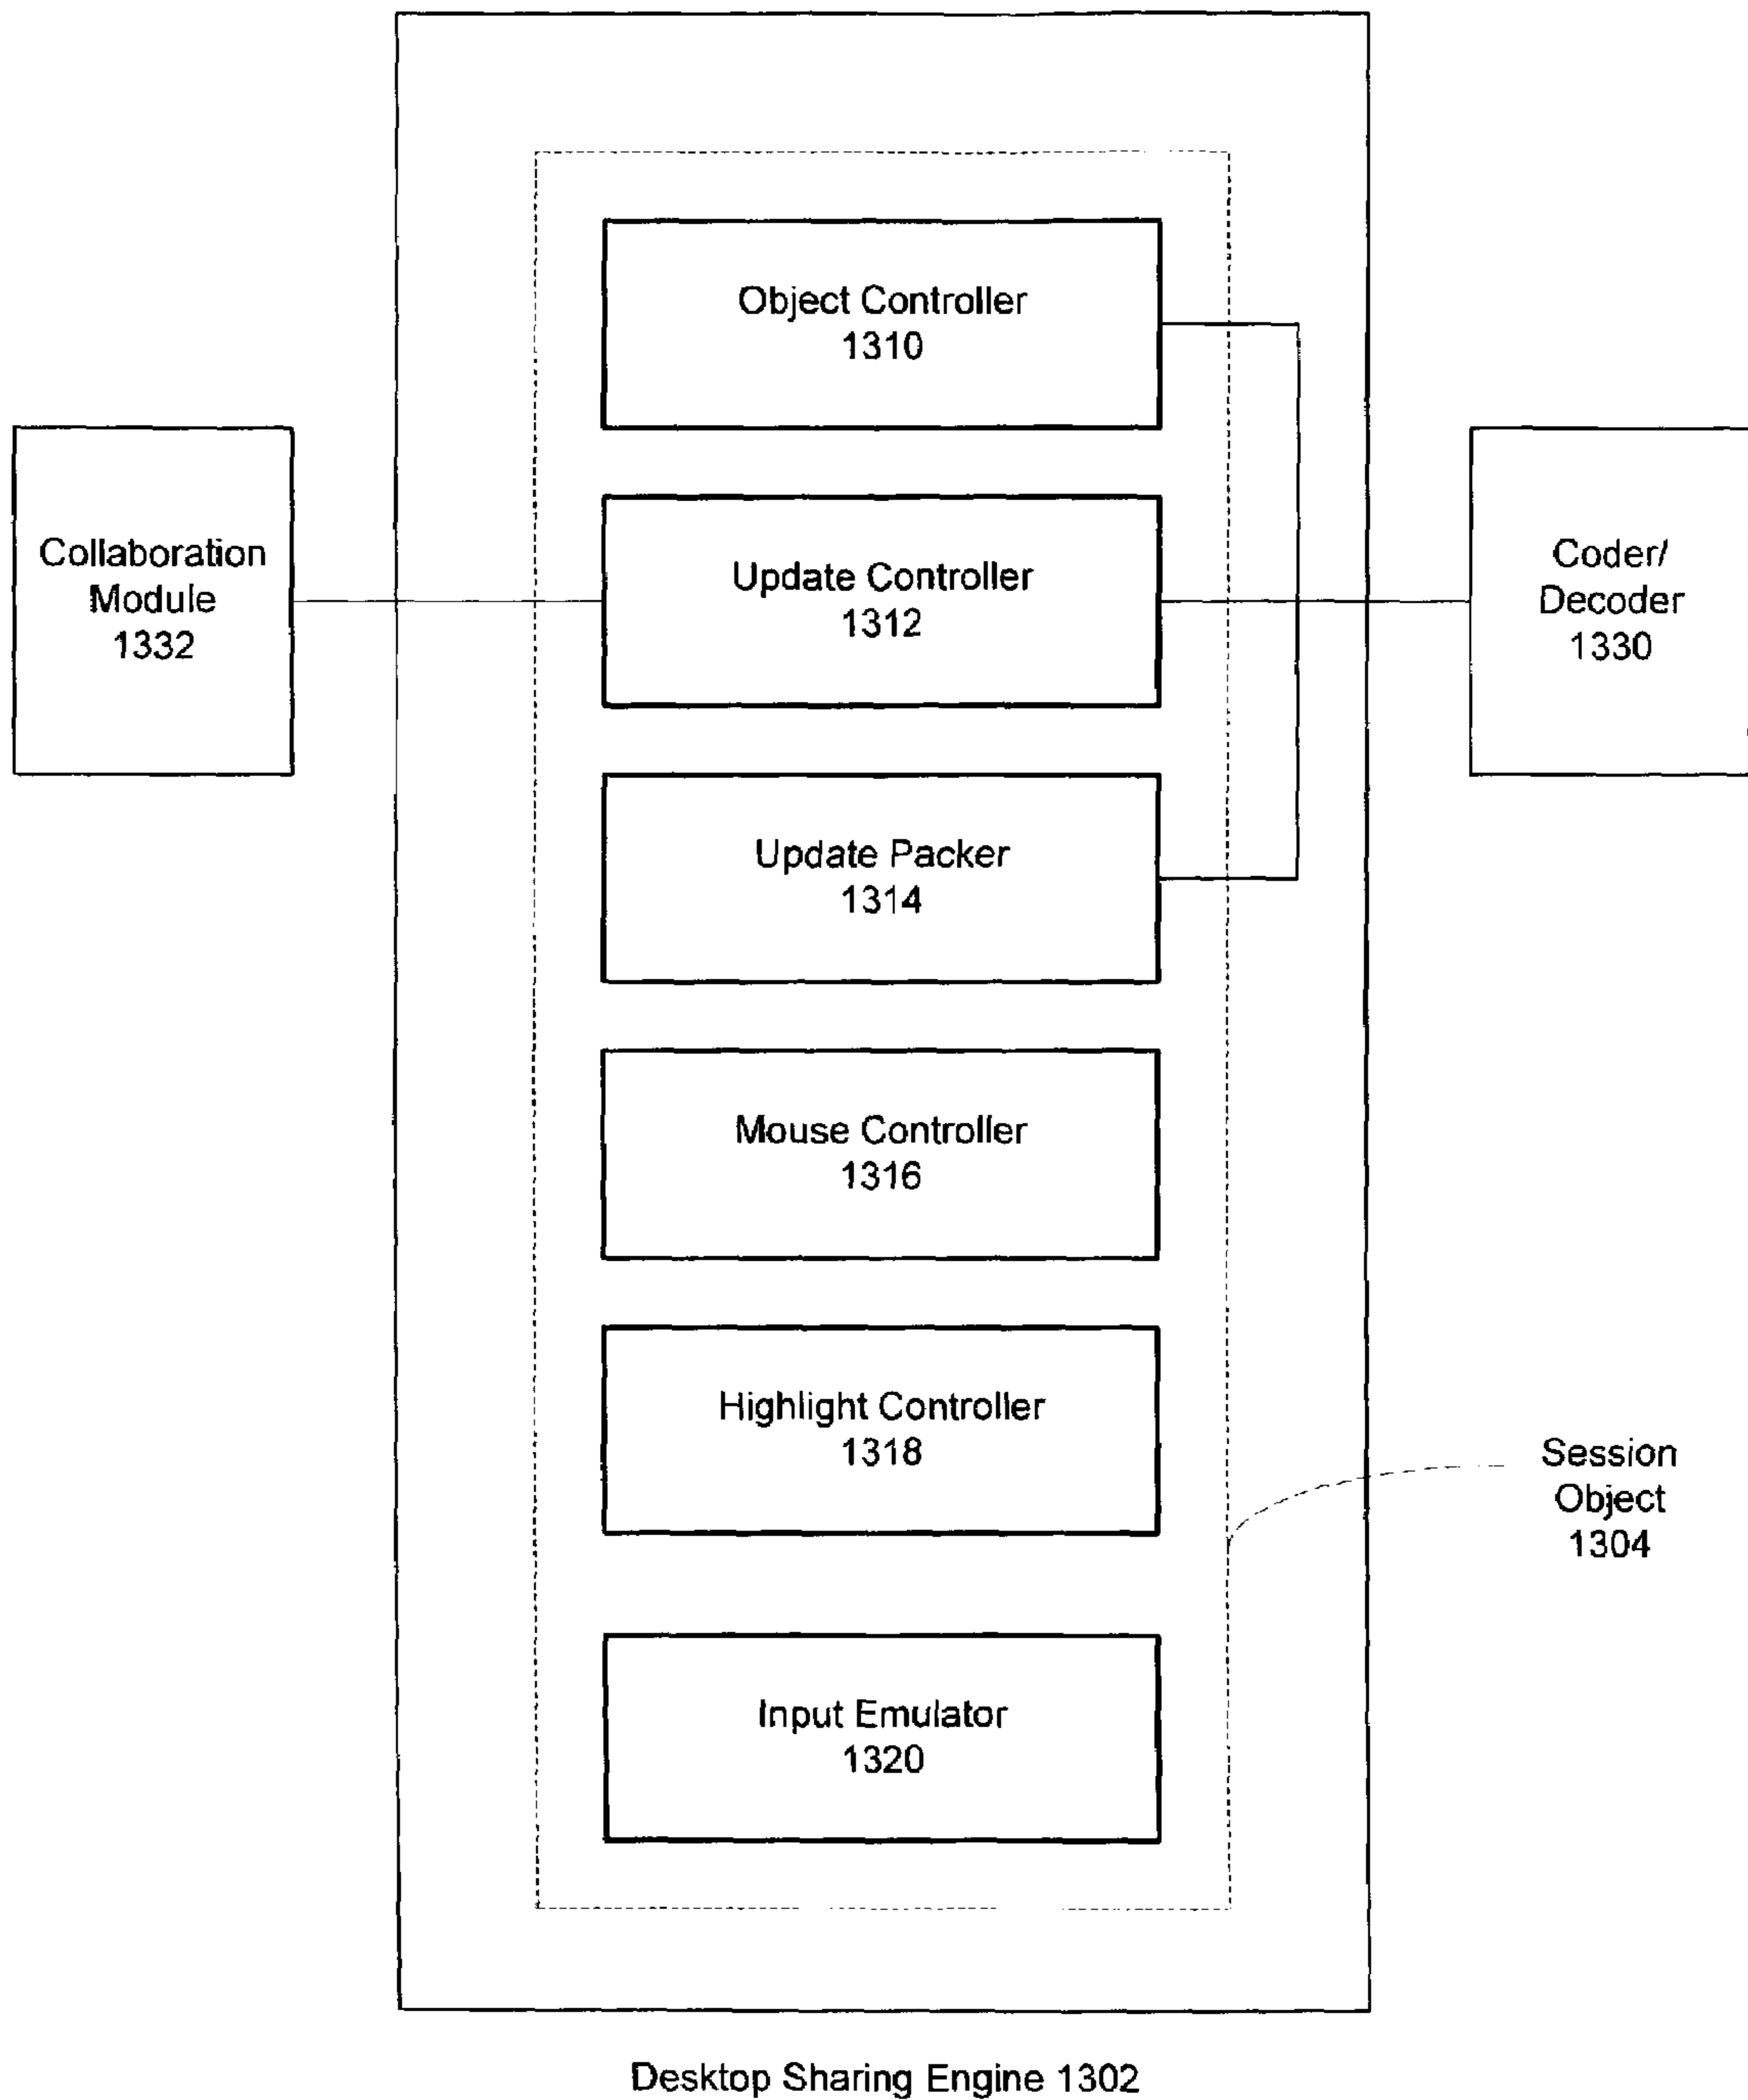 Object Controller
1310
Collaboration
Module
1332
Update Controller
1312
Coder/
Decoder
1330
Update Packer
1314
Mouse Controller
1316
Highlight Controller
1318
Session
Object
1304
Input Emulator
1320
Desktop Sharing Engine 1302